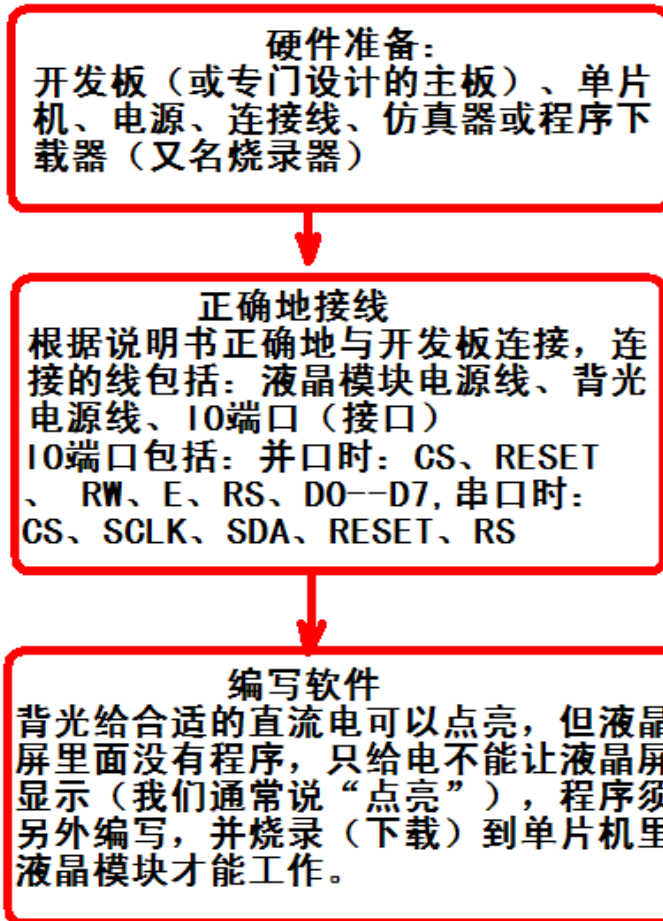 硬件准备：
开发板（或专门设计的主板）、单片
机、电源、连接线、仿真器或程序下
载器（又名烧录器）
正确地接线
根据说明书正确地与开发板连接，连
接的线包括：液晶模块电源线、背光
电源线、IO端口（接口）
IO端口包括：并口时：CS、RESET
、 RW、E、RS、D0--D7,串口时：
CS、SCLK、SDA、RESET、RS
编写软件
背光给合适的直流电可以点亮，但液晶
屏里面没有程序，只给电不能让液晶屏
显示（我们通常说“点亮”），程序须
另外编写，并烧录（下载）到单片机里
液晶模块才能工作。